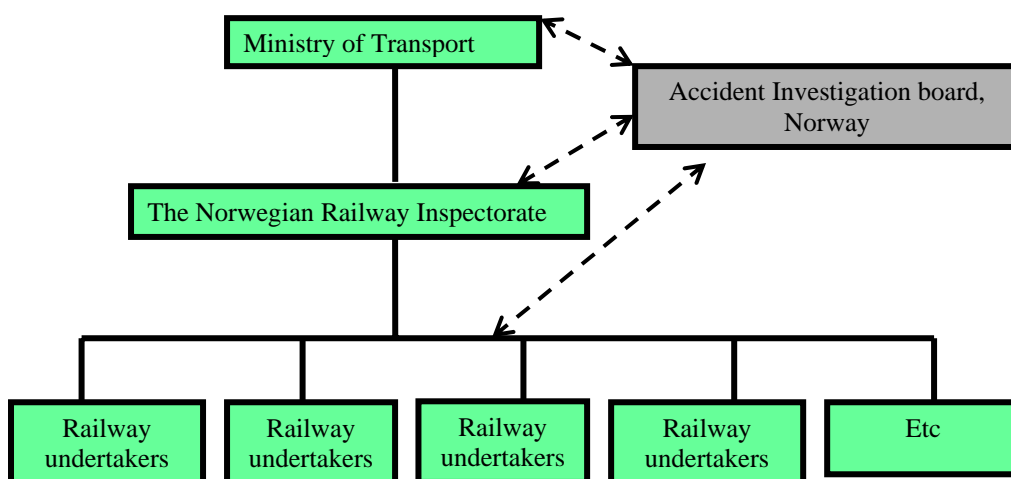 Ministry of Transport
Accident Investigation board,
Norway
The Norwegian Railway Inspectorate
Railway
undertakers
Railway
undertakers
Railway
undertakers
Railway
undertakers
Etc